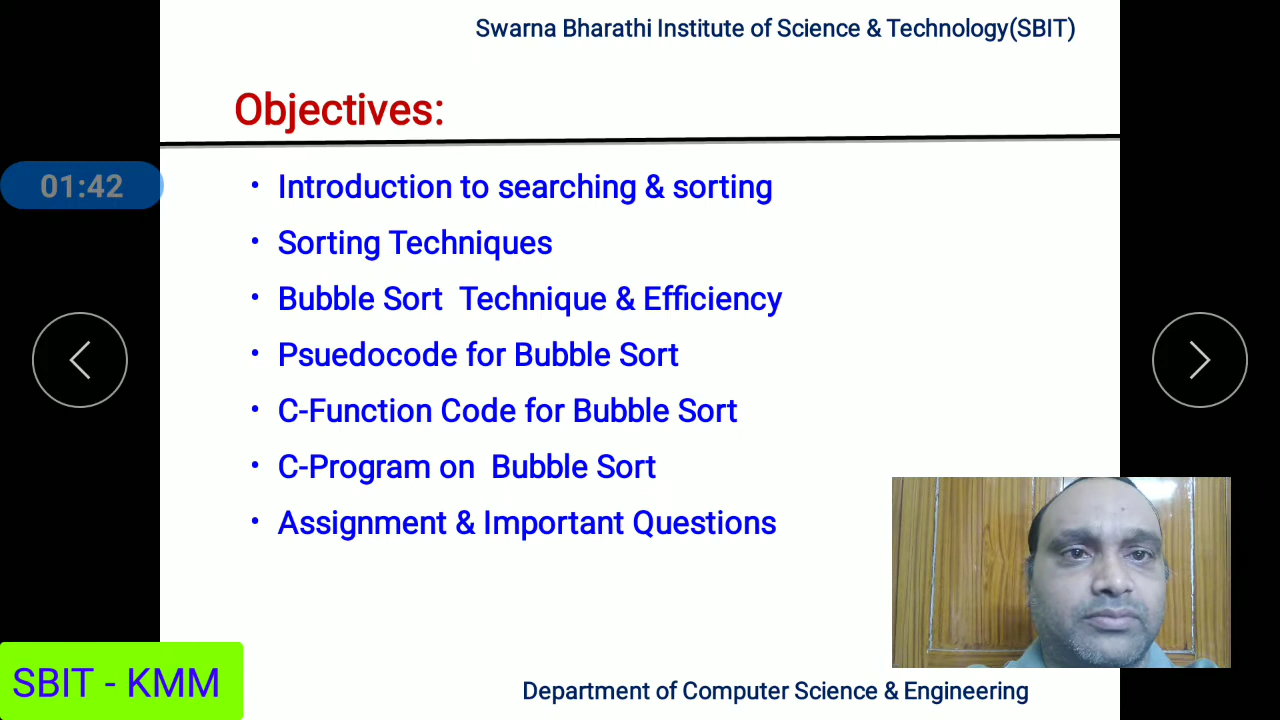 Swarna Bharathi Institute of Science & Technology(SBIT)
Objectives:
01:42
• Introduction to searching & sorting
• Sorting Techniques
• Bubble Sort Technique & Efficiency
• Psuedocode for Bubble Sort
• C-Function Code for Bubble Sort
• C-Program on Bubble Sort
• Assignment & Important Questions
SBIT - KMM
Department of Computer Science & Engineering